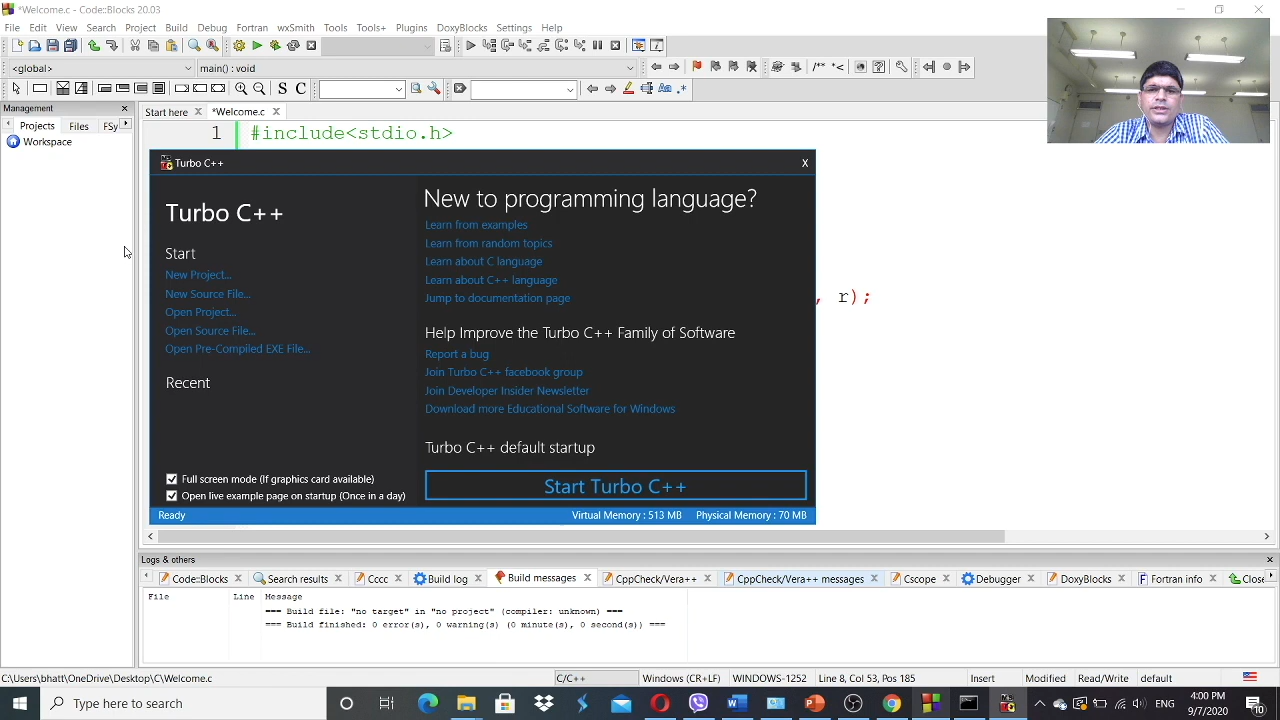 *Welcome.c - Code::Blocks 20.03
File Edit View Search Project Build Debug Fortran wxSmith Tools Tools+ Plugins DoxyBlocks Settings Help
<global> main() : void
S C
Management
Projects Files FSy
Workspace
Start here *Welcome.c
1 #include<stdio.h>
, r);
Turbo C++ X
Turbo C++
Start
New Project...
New Source File...
Open Project...
Open Source File...
Open Pre-Compiled EXE File...
Recent
Full screen mode (If graphics card available)
Open live example page on startup (Once in a day)
New to programming language?
Learn from examples
Learn from random topics
Learn about C language
Learn about C++ language
Jump to documentation page
Help Improve the Turbo C++ Family of Software
Report a bug
Join Turbo C++ facebook group
Join Developer Insider Newsletter
Download more Educational Software for Windows
Turbo C++ default startup
Start Turbo C++
Ready Virtual Memory : 513 MB Physical Memory : 70 MB
Logs & others
Code::Blocks Search results Cccc Build log Build messages CppCheck/Vera++ CppCheck/Vera++ messages Cscope Debugger DoxyBlocks Fortran info Close
File Line Message
=== Build file: "no target" in "no project" (compiler: unknown) ===
=== Build finished: 0 error(s), 0 warning(s) (0 minute(s), 0 second(s)) ===
C:\Users\bhatt\OneDrive\Desktop\C\Welcome.c C/C++ Windows (CR+LF) WINDOWS-1252 Line 8, Col 53, Pos 185 Insert Modified Read/Write default
Type here to search
ENG
4:00 PM
9/7/2020